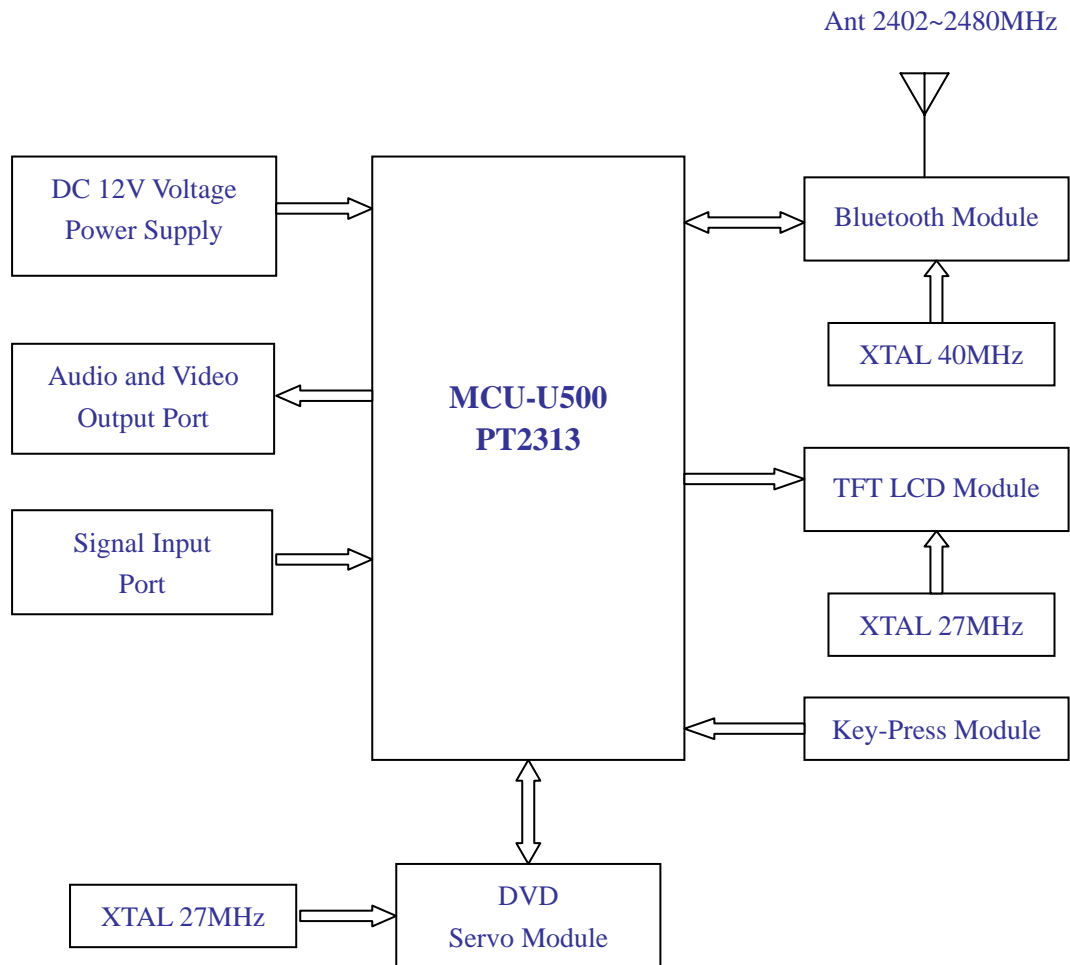 Ant 2402~2480MHz
DC 12V Voltage
Power Supply
Bluetooth Module
XTAL 40MHz
Audio and Video
Output Port
MCU-U500
PT2313
TFT LCD Module
Signal Input
Port
XTAL 27MHz
Key-Press Module
XTAL 27MHz
DVD
Servo Module